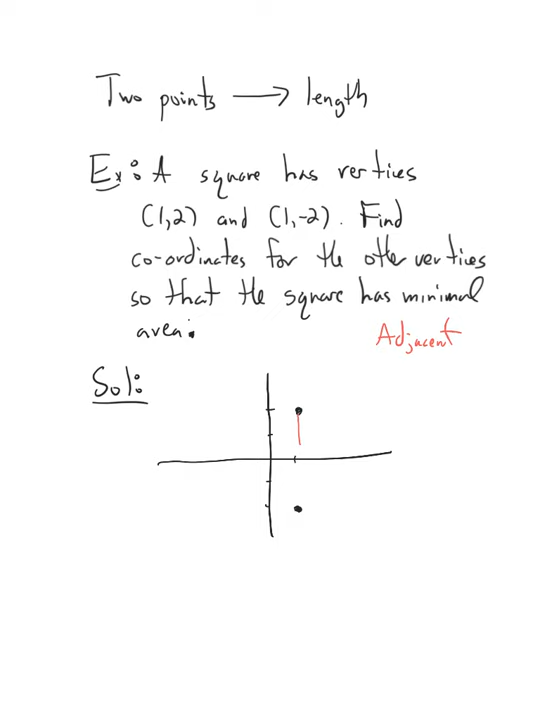 Two points → length
Ex: A square has vertices
(1,2) and (1,-2). Find
co-ordinates for the other vertices
so that the square has minimal
area.
Adjacent
Sol: